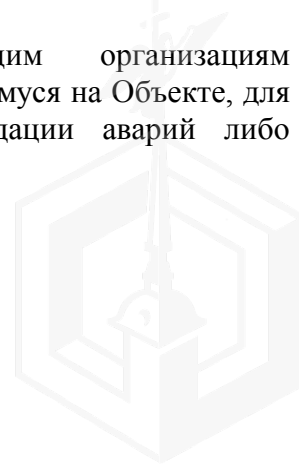 щим организациям
муся на Объекте, для
дации аварий либо